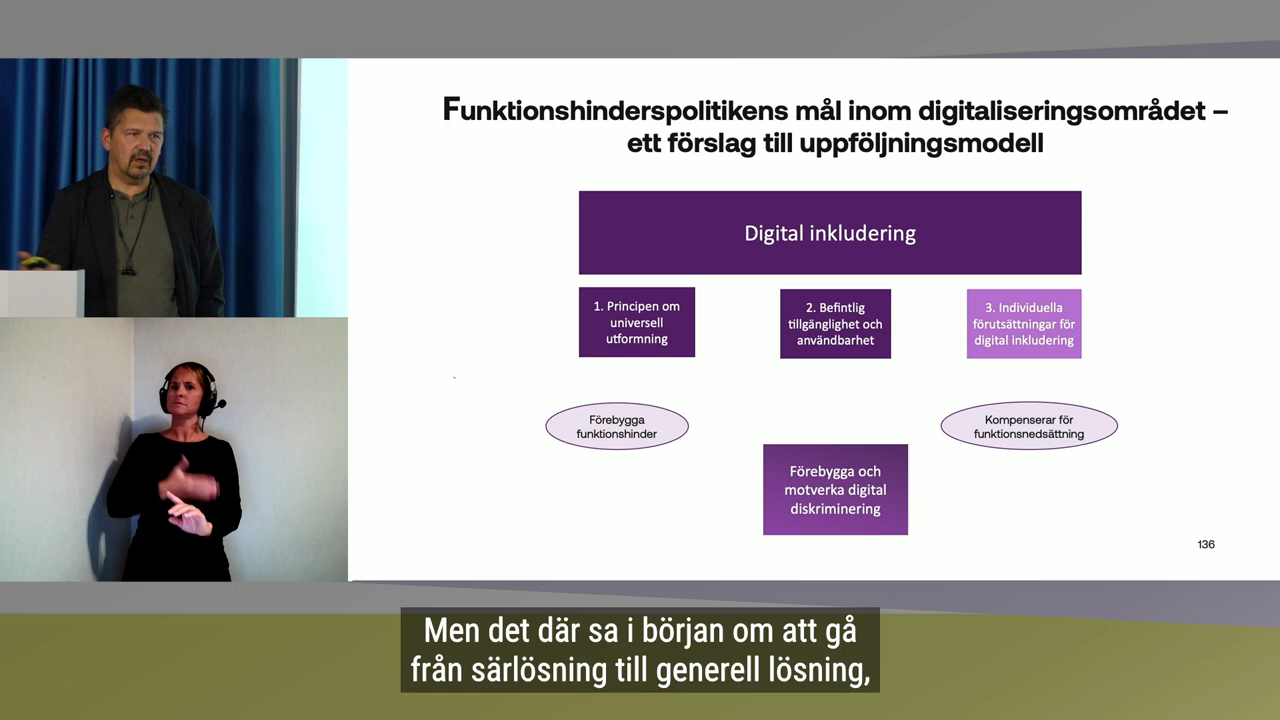 Funktionshinderspolitikens mål inom digitaliseringsområdet –
ett förslag till uppföljningsmodell
Digital inkludering
1. Principen om
universell
utformning
2. Befintlig
tillgänglighet och
användbarhet
3. Individuella
förutsättningar för
digital inkludering
Förebygga
funktionshinder
Kompenserar för
funktionsnedsättning
Förebygga och
motverka digital
diskriminering
136
Men det där sa i början om att gå
från särlösning till generell lösning,